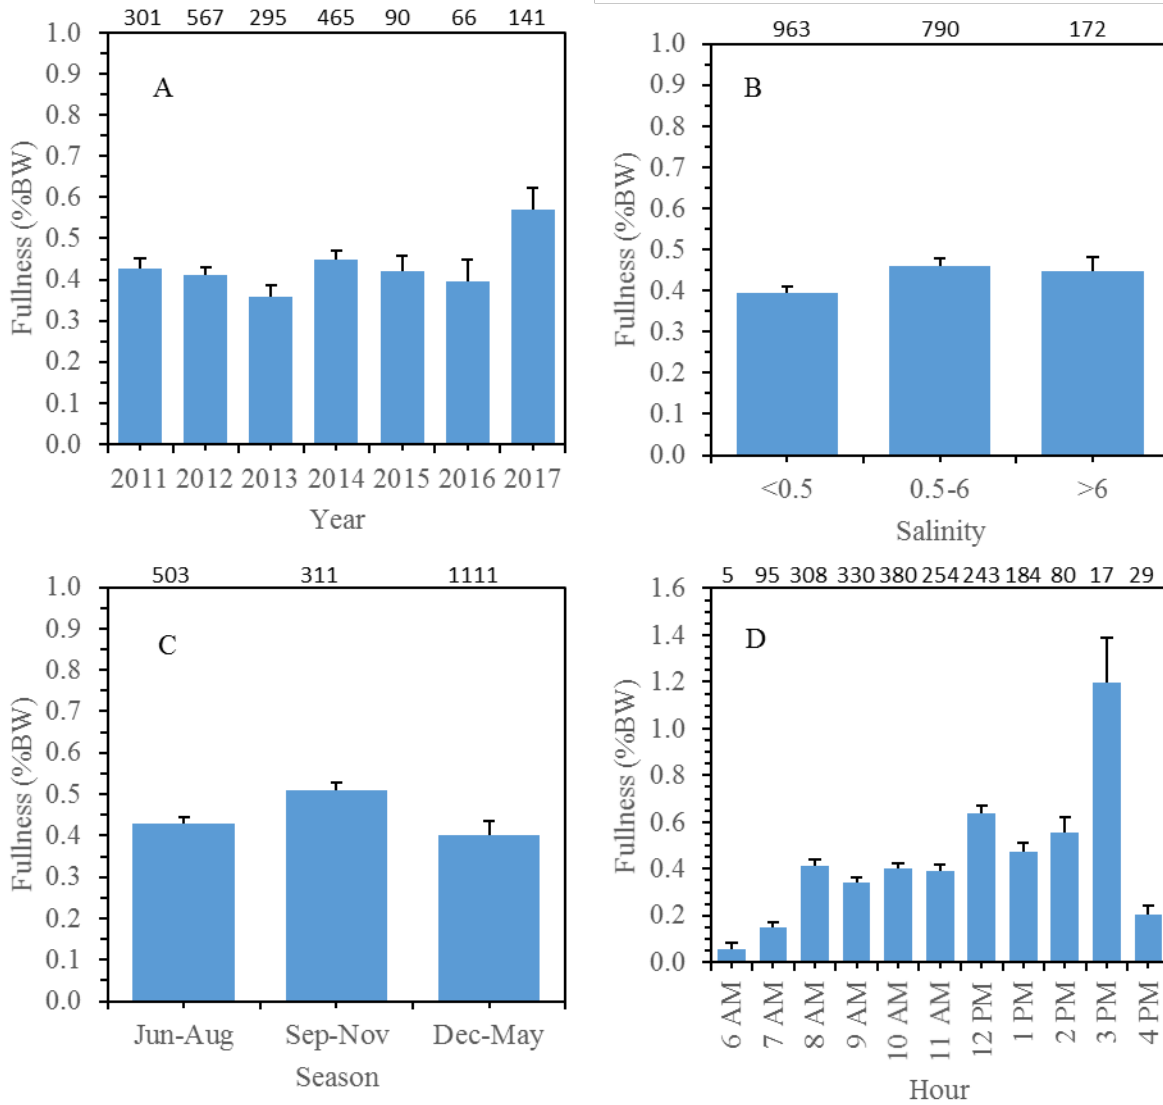 301 567 295 465 90 66 141
A
Fullness (%BW)
1.0
0.9
0.8
0.7
0.6
0.5
0.4
0.3
0.2
0.1
0.0
2011 2012 2013 2014 2015 2016 2017
Year
963 790 172
B
Fullness (%BW)
1.0
0.9
0.8
0.7
0.6
0.5
0.4
0.3
0.2
0.1
0.0
<0.5 0.5-6 >6
Salinity
503 311 1111
C
Fullness (%BW)
1.0
0.9
0.8
0.7
0.6
0.5
0.4
0.3
0.2
0.1
0.0
Jun-Aug Sep-Nov Dec-May
Season
5 95 308 330 380 254 243 184 80 17 29
D
Fullness (%BW)
1.6
1.4
1.2
1.0
0.8
0.6
0.4
0.2
0.0
6 AM 7 AM 8 AM 9 AM 10 AM 11 AM 12 PM 1 PM 2 PM 3 PM 4 PM
Hour